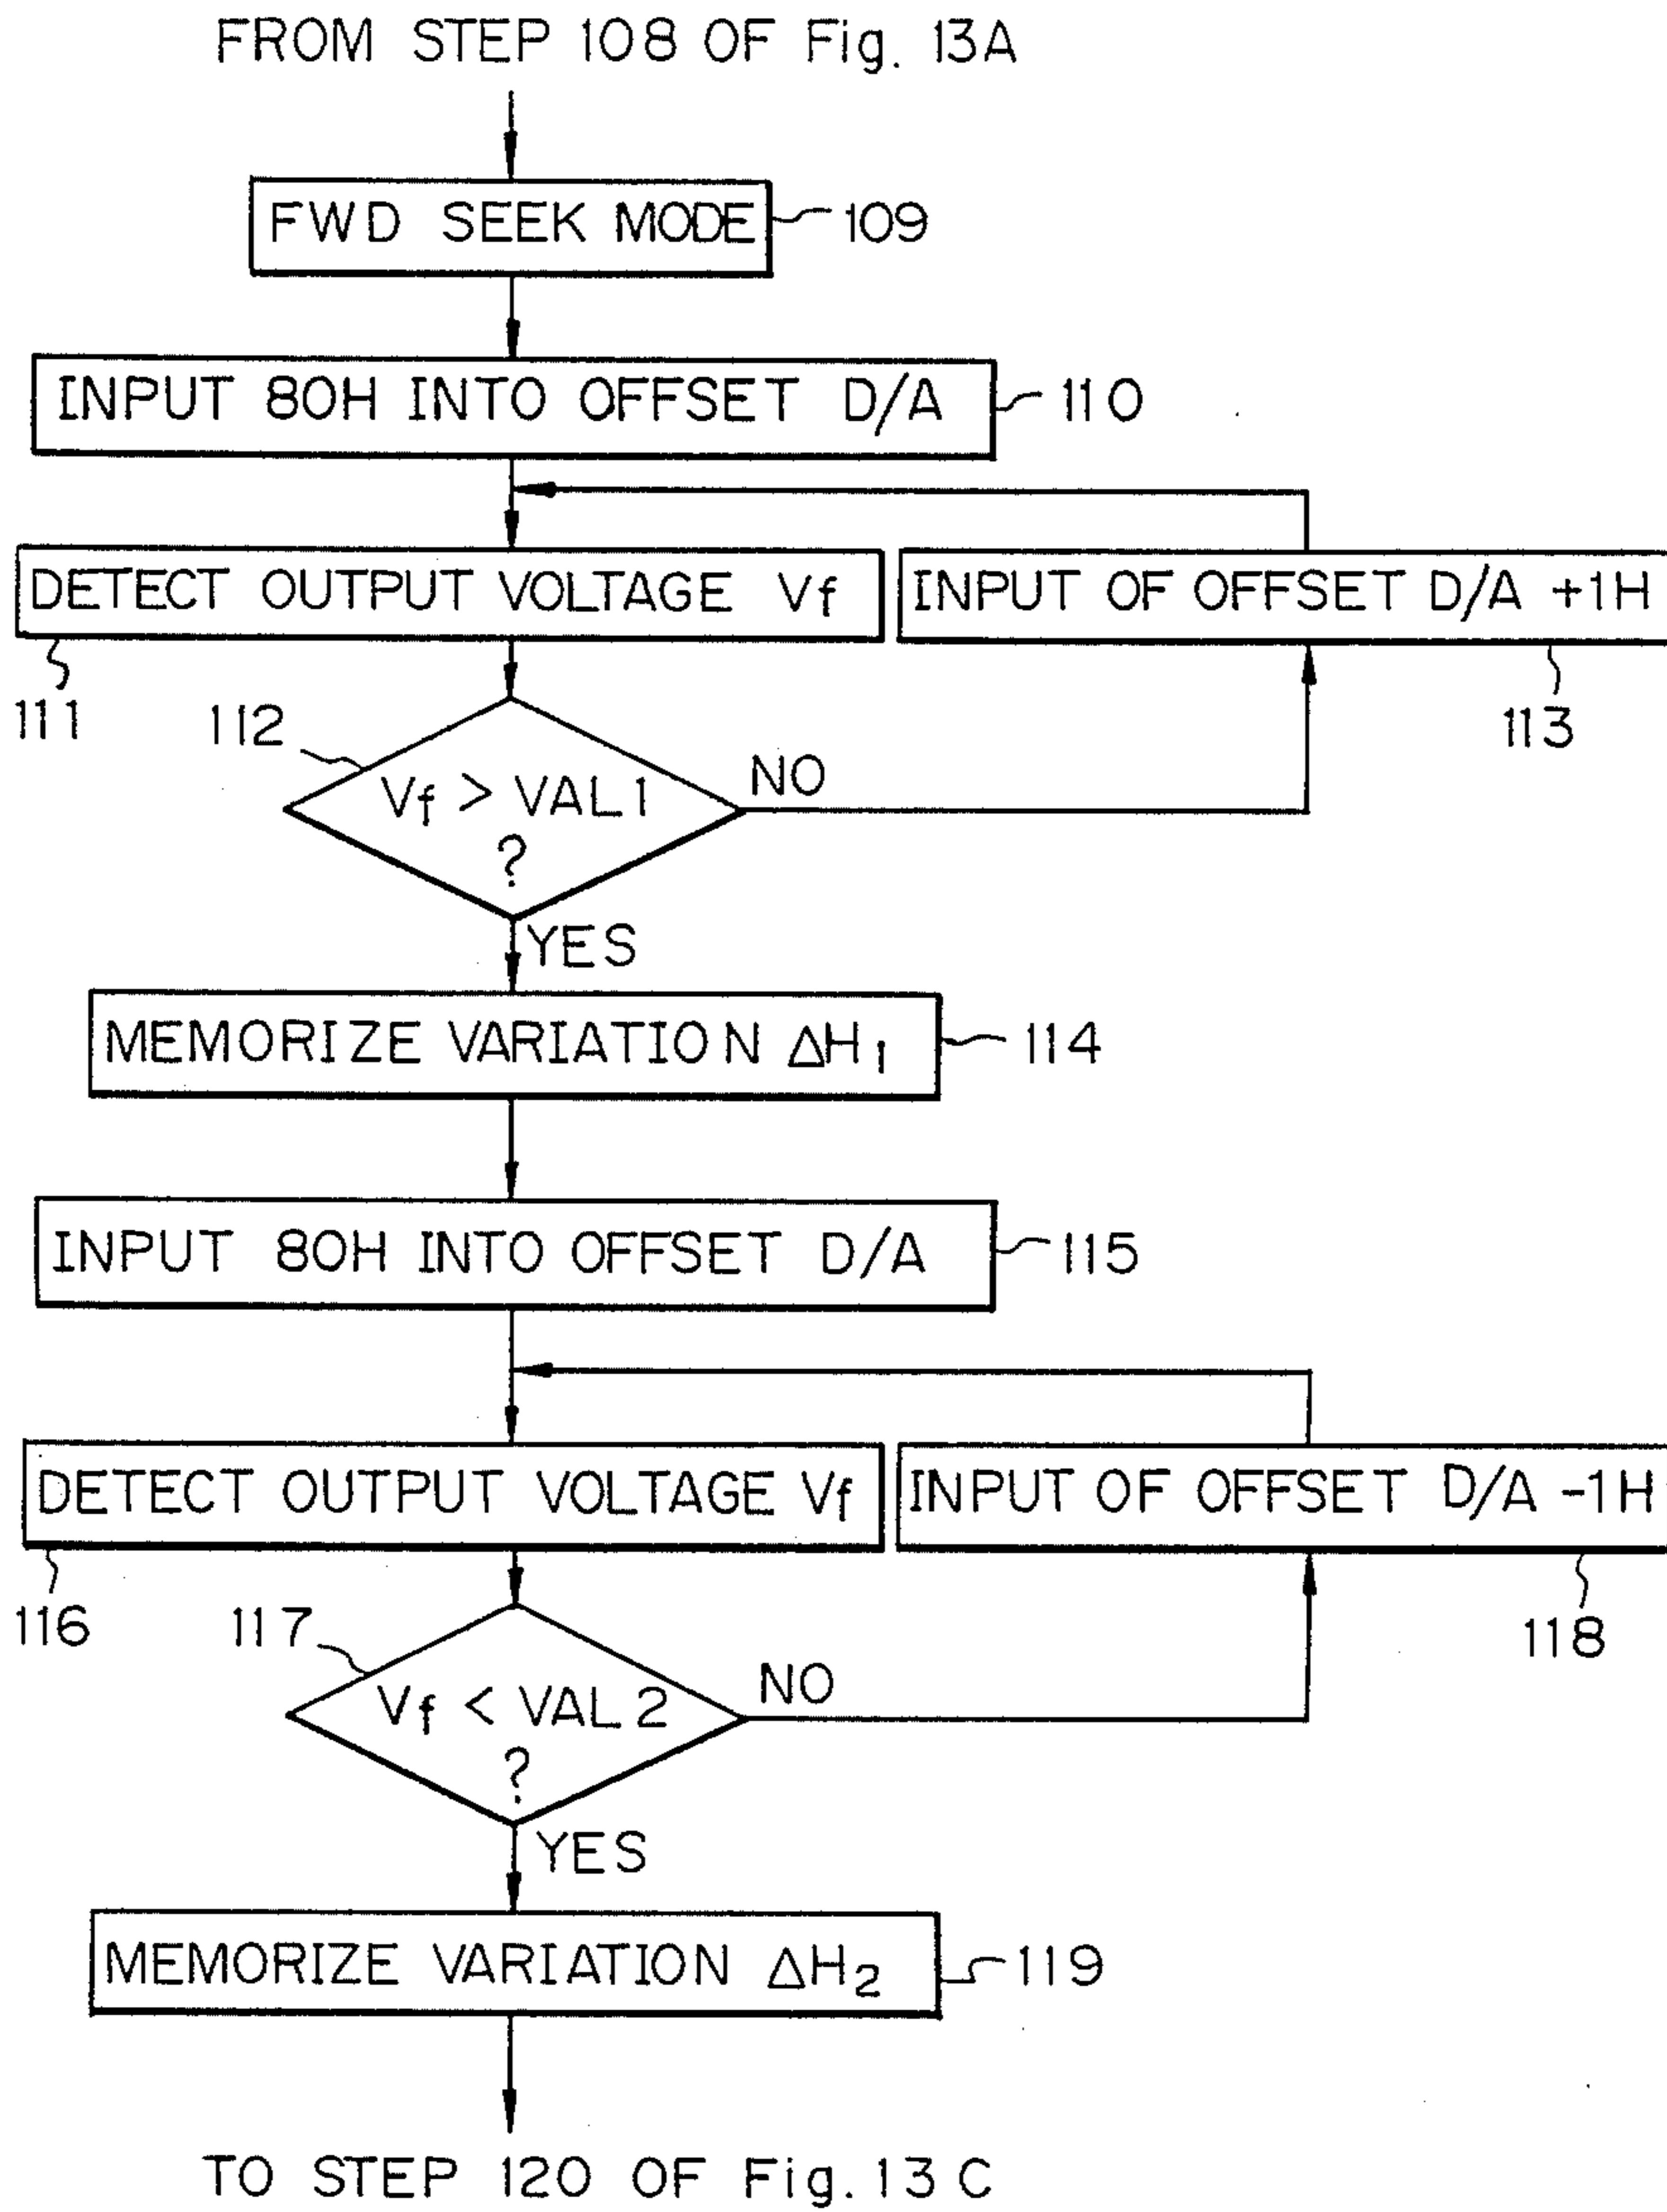 FROM STEP 108 OF Fig. 13A
FWD SEEK MODE
109
INPUT 80H INTO OFFSET D/A
110
DETECT OUTPUT VOLTAGE Vf
INPUT OF OFFSET D/A +1H
111
112
113
Vf > VAL1
?
NO
YES
MEMORIZE VARIATION ΔH1
114
INPUT 80H INTO OFFSET D/A
115
DETECT OUTPUT VOLTAGE Vf
INPUT OF OFFSET D/A -1H
116
117
118
Vf < VAL2
?
NO
YES
MEMORIZE VARIATION ΔH2
119
TO STEP 120 OF Fig. 13C